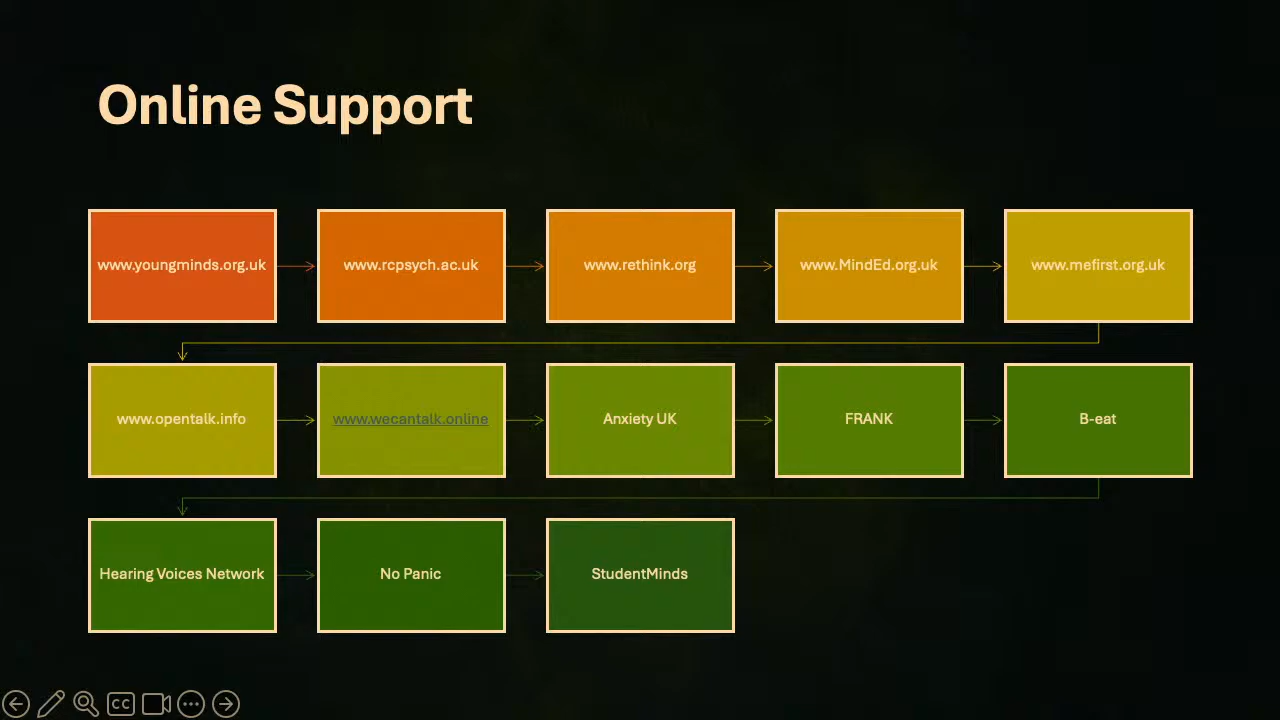 Online Support
www.youngminds.org.uk
www.rcpsych.ac.uk
www.rethink.org
www.MindEd.org.uk
www.mefirst.org.uk
www.opentalk.info
www.wecantalk.online
Anxiety UK
FRANK
B-eat
Hearing Voices Network
No Panic
StudentMinds
CC